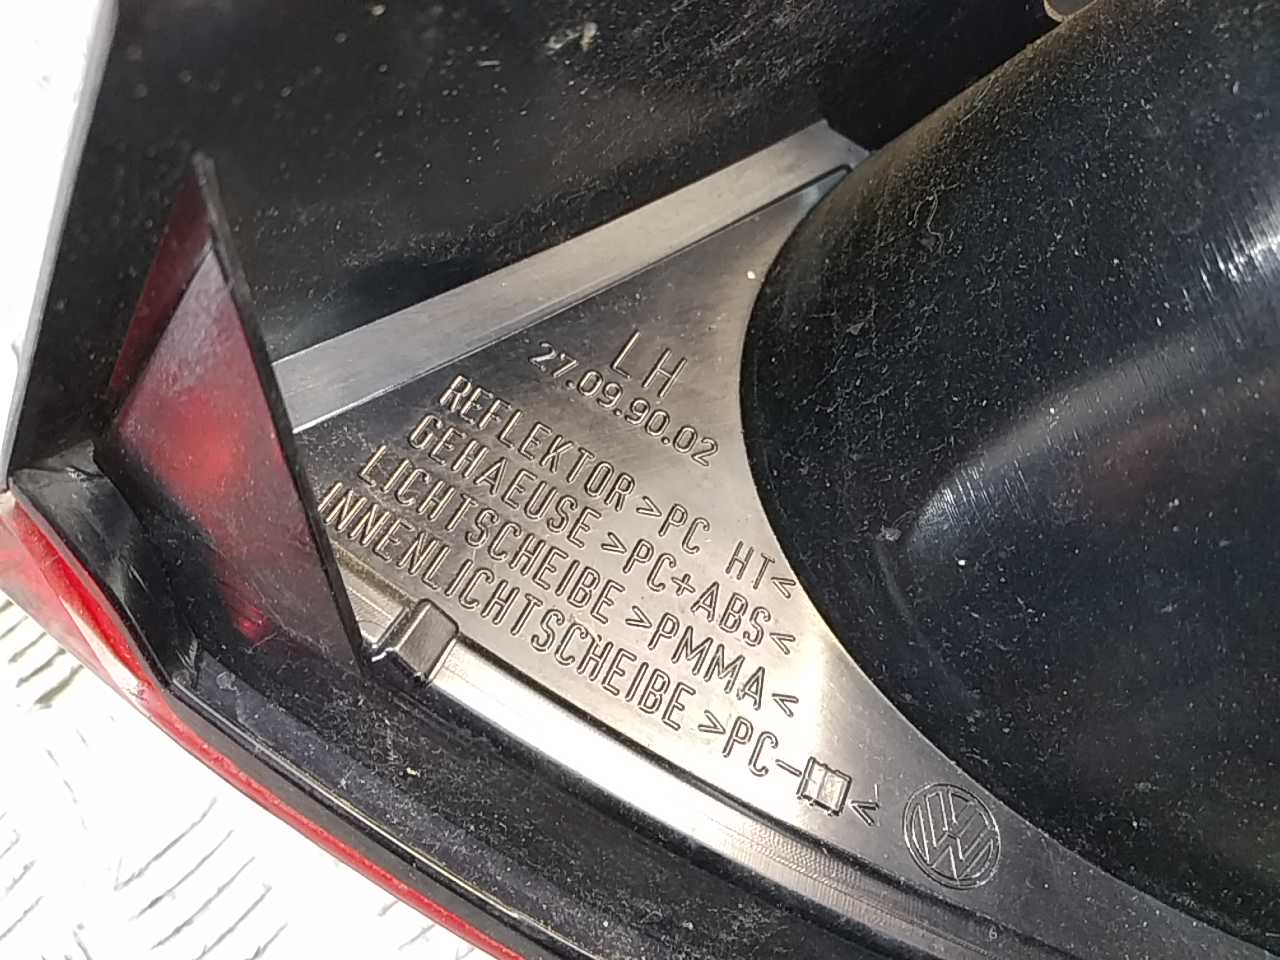 LH
27.09.90.02
REFLEKTOR >PC HT<
GEHAEUSE >PC+ABS<
LICHTSCHEIBE >PMMA<
INNENLICHTSCHEIBE >PC-<